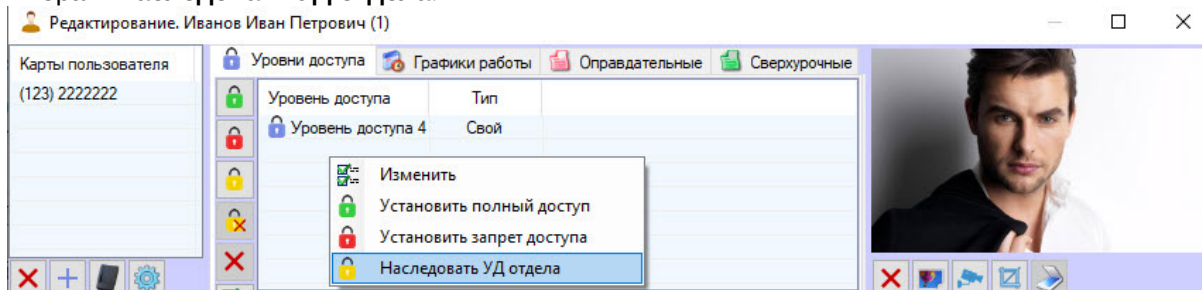 Редактирование. Иванов Иван Петрович (1)
Карты пользователя
(123) 2222222
Уровни доступа
Графики работы
Оправдательные
Сверхурочные
Уровень доступа
Тип
Уровень доступа 4
Свой
Изменить
Установить полный доступ
Установить запрет доступа
Наследовать УД отдела